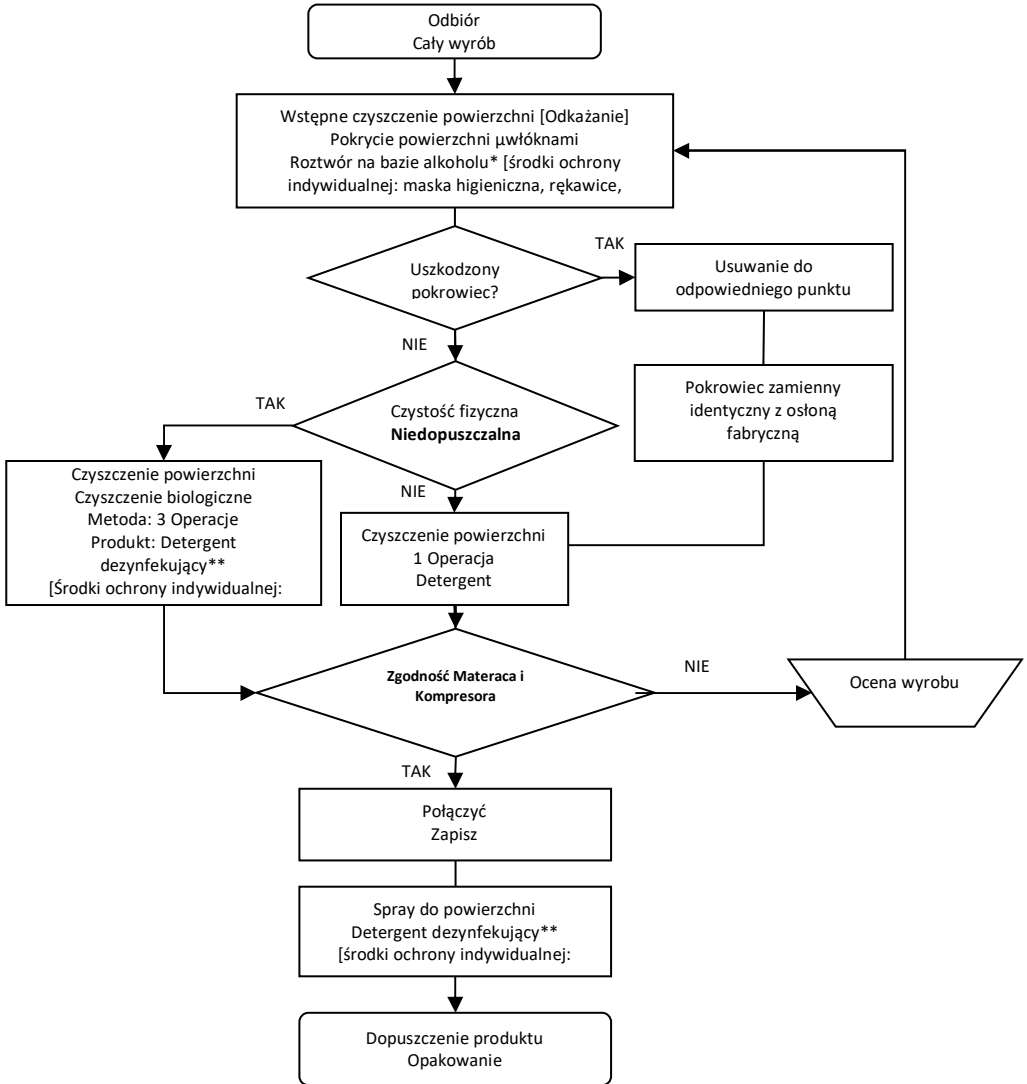 Odbiór
Cały wyrób
Wstępne czyszczenie powierzchni [Odkażanie]
Pokrycie powierzchni µwłóknami
Roztwór na bazie alkoholu* [środki ochrony
indywidualnej: maska higieniczna, rękawice,
Uszkodzony
pokrowiec?
TAK
Usuwanie do
odpowiedniego punktu
NIE
Pokrowiec zamienny
identyczny z osłoną
fabryczną
Czystość fizyczna
Niedopuszczalna
TAK
Czyszczenie powierzchni
Czyszczenie biologiczne
Metoda: 3 Operacje
Produkt: Detergent
dezynfekujący**
[Środki ochrony indywidualnej:
NIE
Czyszczenie powierzchni
1 Operacja
Detergent
Zgodność Materaca i
Kompresora
NIE
Ocena wyrobu
TAK
Połączyć
Zapisz
Spray do powierzchni
Detergent dezynfekujący**
[środki ochrony indywidualnej:
Dopuszczenie produktu
Opakowanie